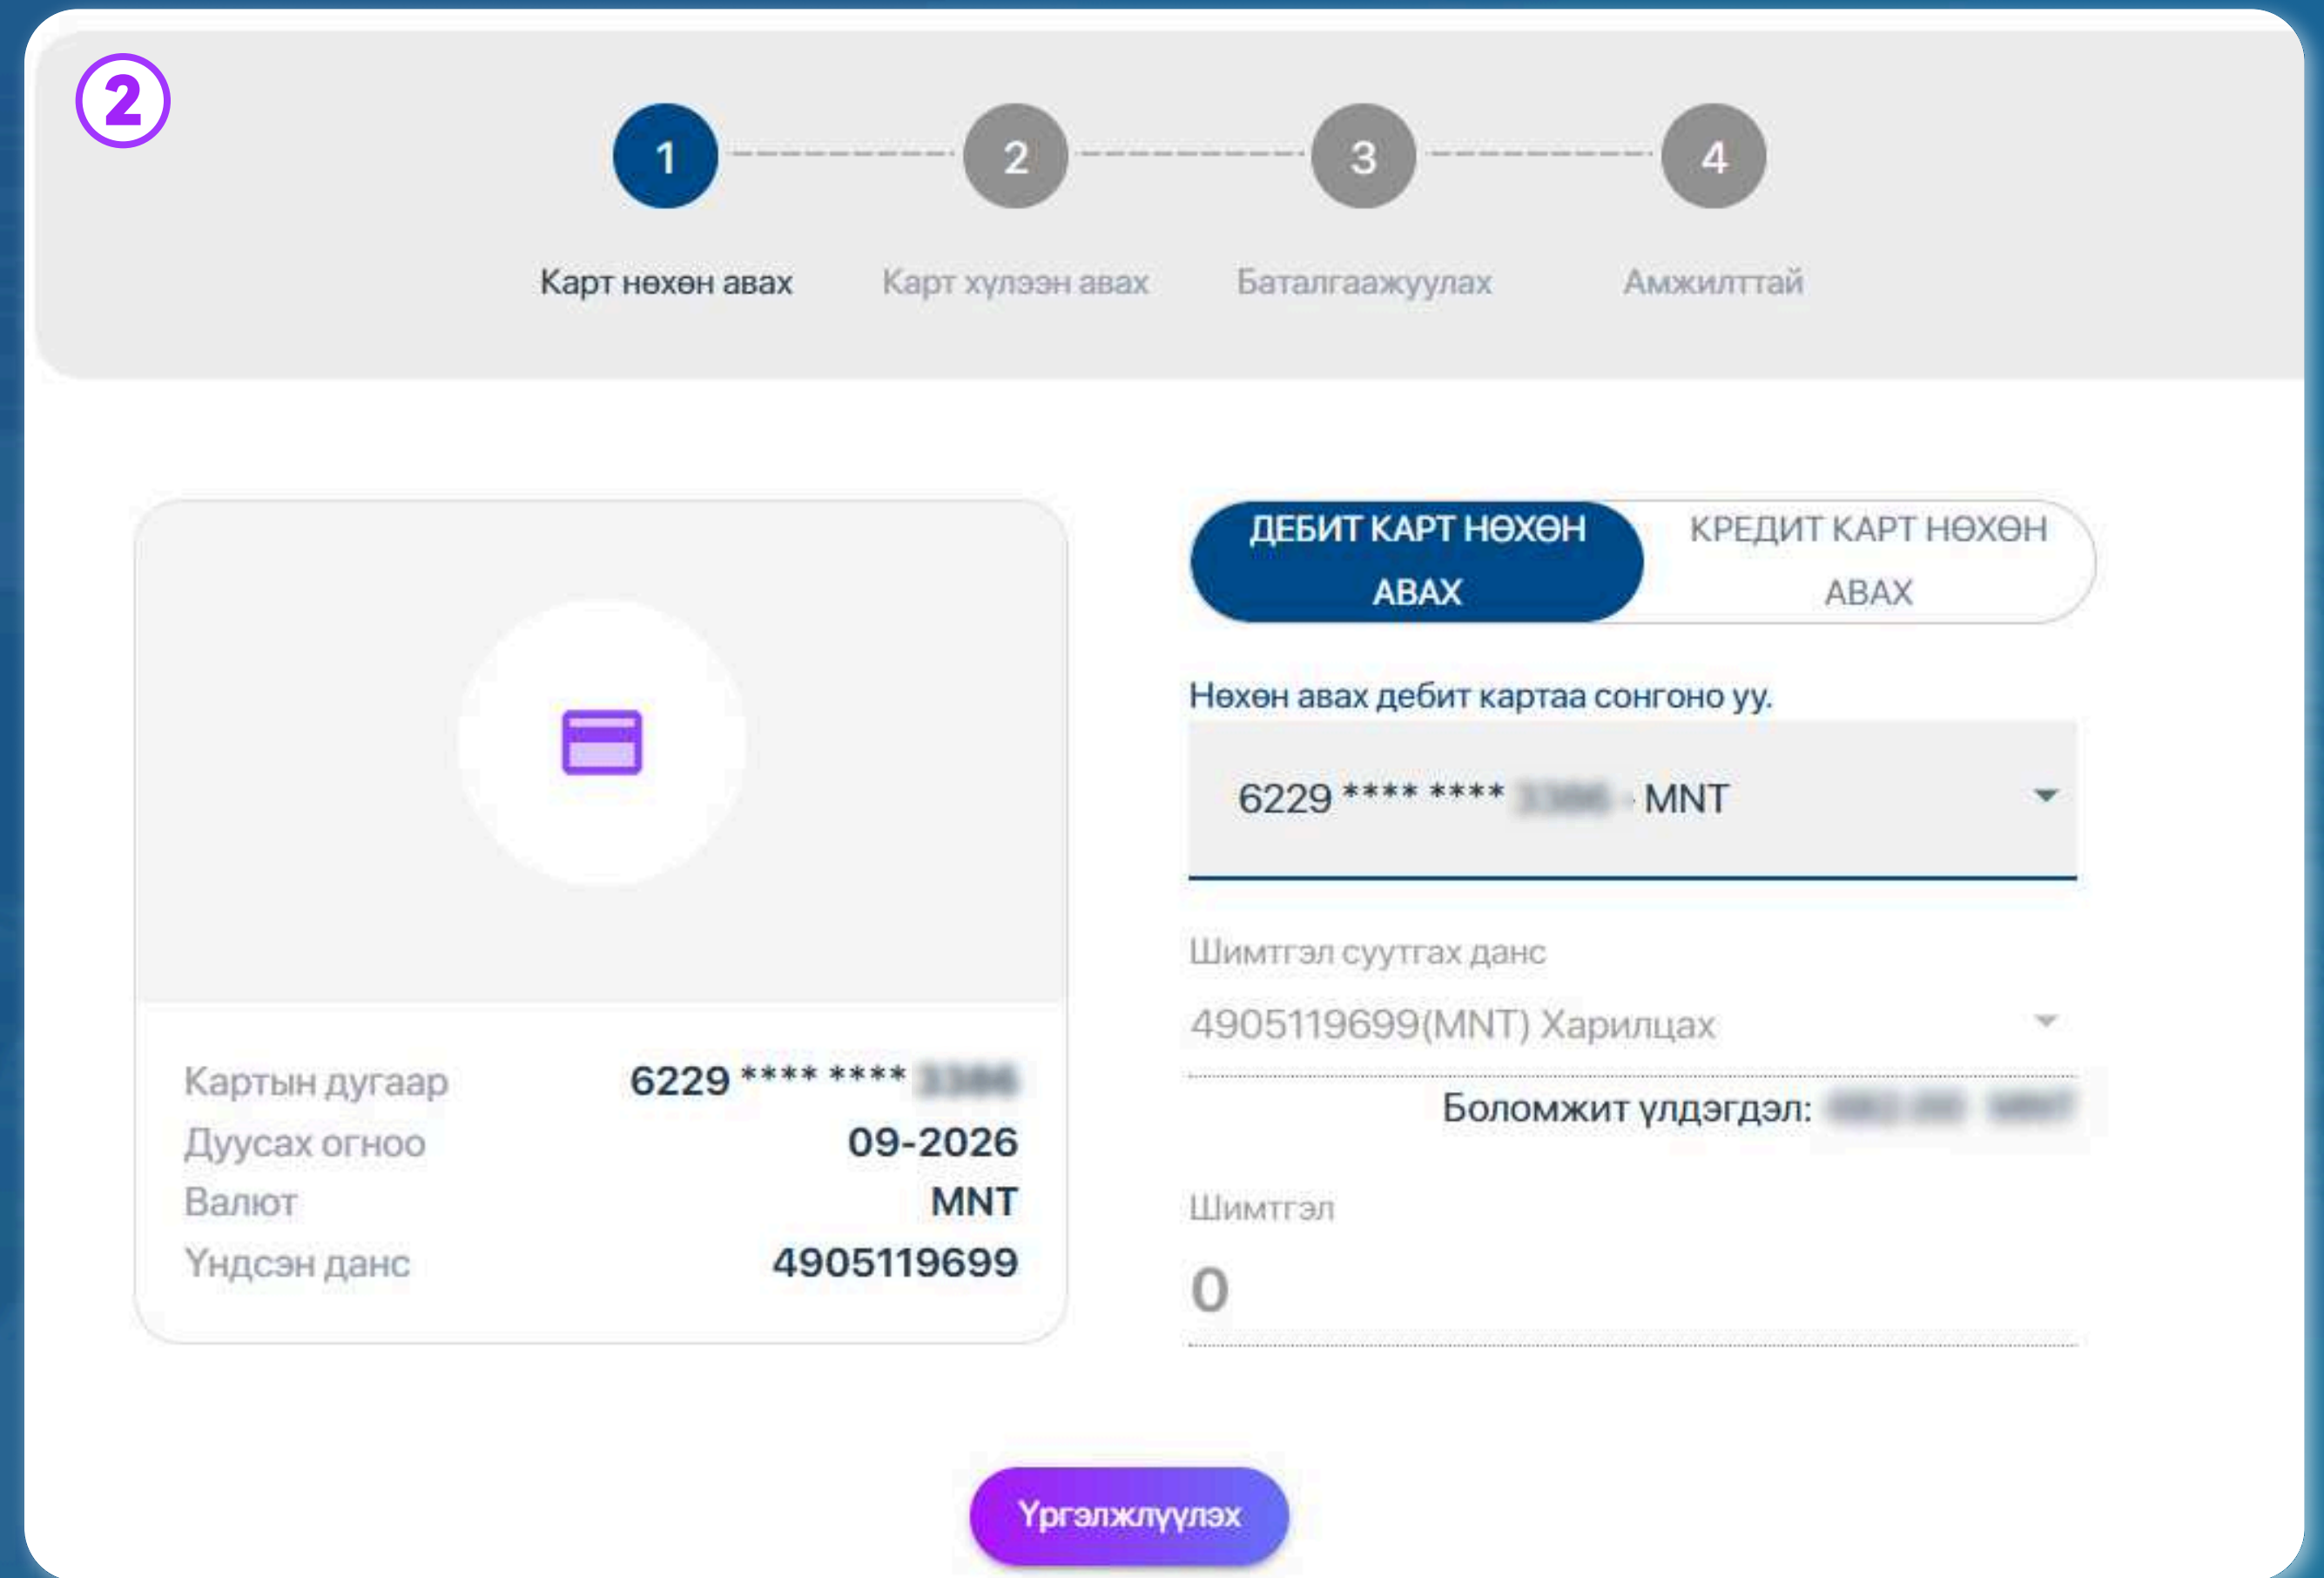 2
1
2
3
4
Карт нөхөн авах
Карт хүлээн авах
Баталгаажуулах
Амжилттай
ДЕБИТ КАРТ НӨХӨН
АВАХ
КРЕДИТ КАРТ НӨХӨН
АВАХ
Нөхөн авах дебит картаа сонгоно уу.
6229 **** **** - MNT
Шимтгэл суутгах данс
4905119699(MNT) Харилцах
Боломжит үлдэгдэл:
Шимтгэл
0
Картын дугаар 6229 **** ****
Дуусах огноо 09-2026
Валют MNT
Үндсэн данс 4905119699
Үргэлжлүүлэх